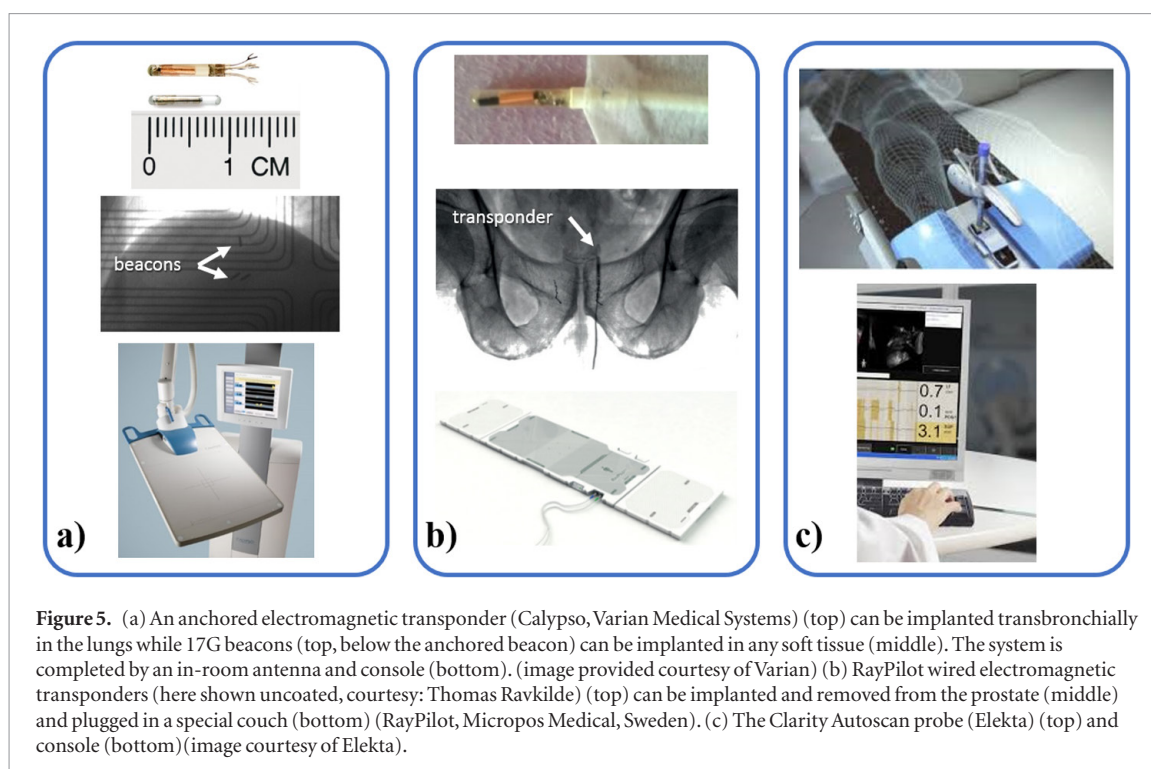 0 1 CM
beacons
a)
transponder
b)
0.7
0.1
3.1
c)
Figure 5. (a) An anchored electromagnetic transponder (Calypso, Varian Medical Systems) (top) can be implanted transbronchially
in the lungs while 17G beacons (top, below the anchored beacon) can be implanted in any soft tissue (middle). The system is
completed by an in-room antenna and console (bottom). (image provided courtesy of Varian) (b) RayPilot wired electromagnetic
transponders (here shown uncoated, courtesy: Thomas Ravkilde) (top) can be implanted and removed from the prostate (middle)
and plugged in a special couch (bottom) (RayPilot, Micropos Medical, Sweden). (c) The Clarity Autoscan probe (Elekta) (top) and
console (bottom)(image courtesy of Elekta).